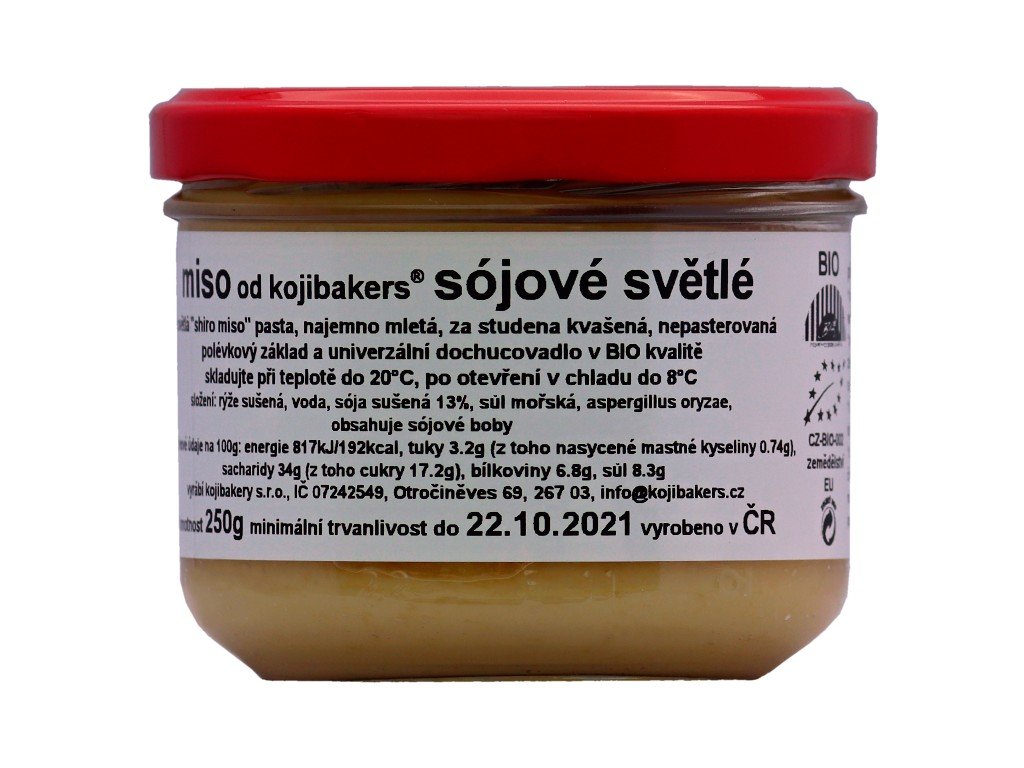 miso od kojibakers® sójové světlé
"shiro miso" pasta, najemno mletá, za studena kvašená, nepasterovaná
polévkový základ a univerzální dochucovadlo v BIO kvalitě
skladujte při teplotě do 20°C, po otevření v chladu do 8°C
složení: rýže sušená, voda, sója sušená 13%, sůl mořská, aspergillus oryzae,
obsahuje sójové boby
údaje na 100g: energie 817kJ/192kcal, tuky 3.2g (z toho nasycené mastné kyseliny 0.74g),
sacharidy 34g (z toho cukry 17.2g), bílkoviny 6.8g, sůl 8.3g
vyrábí kojibakery s.r.o., IČ 07242549, Otročiněves 69, 267 03, info@kojibakers.cz
250g minimální trvanlivost do 22.10.2021 vyrobeno v ČR
BIO
CZ-BIO-002
zemědělství
EU